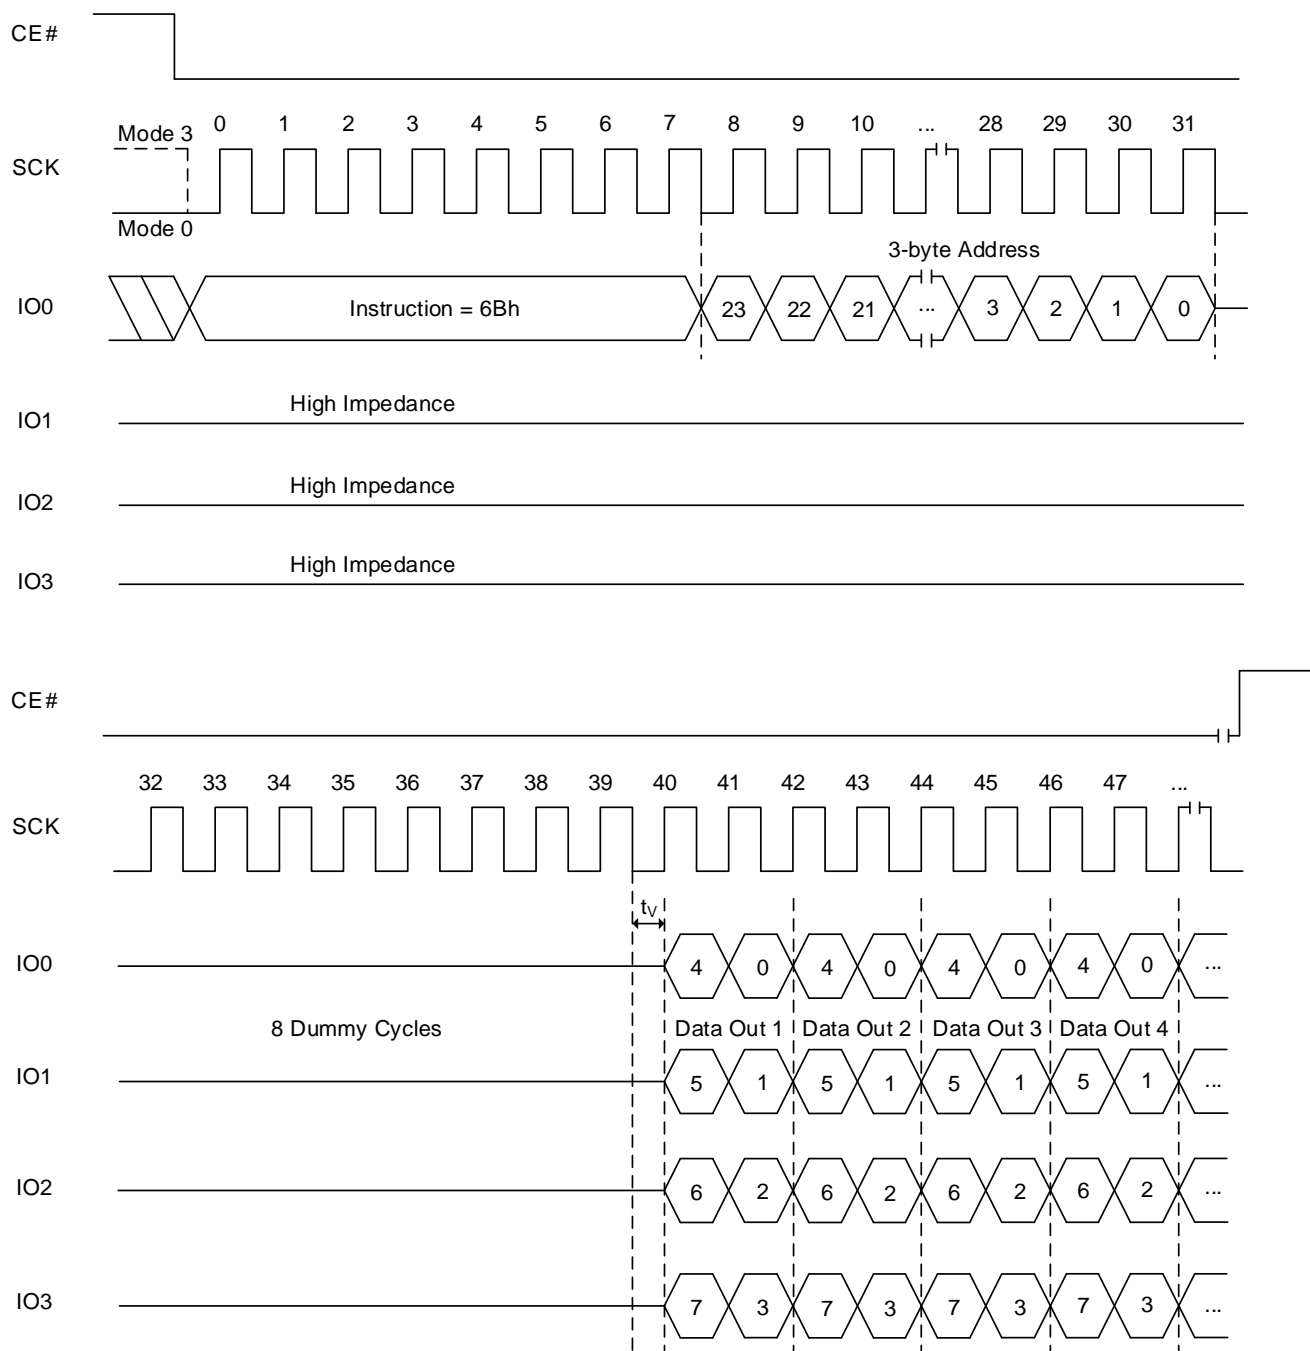 CE#
Mode 3 0 1 2 3 4 5 6 7 8 9 10 ... 28 29 30 31
SCK
Mode 0
3-byte Address
IO0 Instruction = 6Bh 23 22 21 ... 3 2 1 0
High Impedance
IO1
High Impedance
IO2
High Impedance
IO3
CE#
32 33 34 35 36 37 38 39 40 41 42 43 44 45 46 47 ...
SCK
tV
IO0 4 0 4 0 4 0 4 0 ...
8 Dummy Cycles Data Out 1 Data Out 2 Data Out 3 Data Out 4
IO1 5 1 5 1 5 1 5 1 ...
IO2 6 2 6 2 6 2 6 2 ...
IO3 7 3 7 3 7 3 7 3 ...